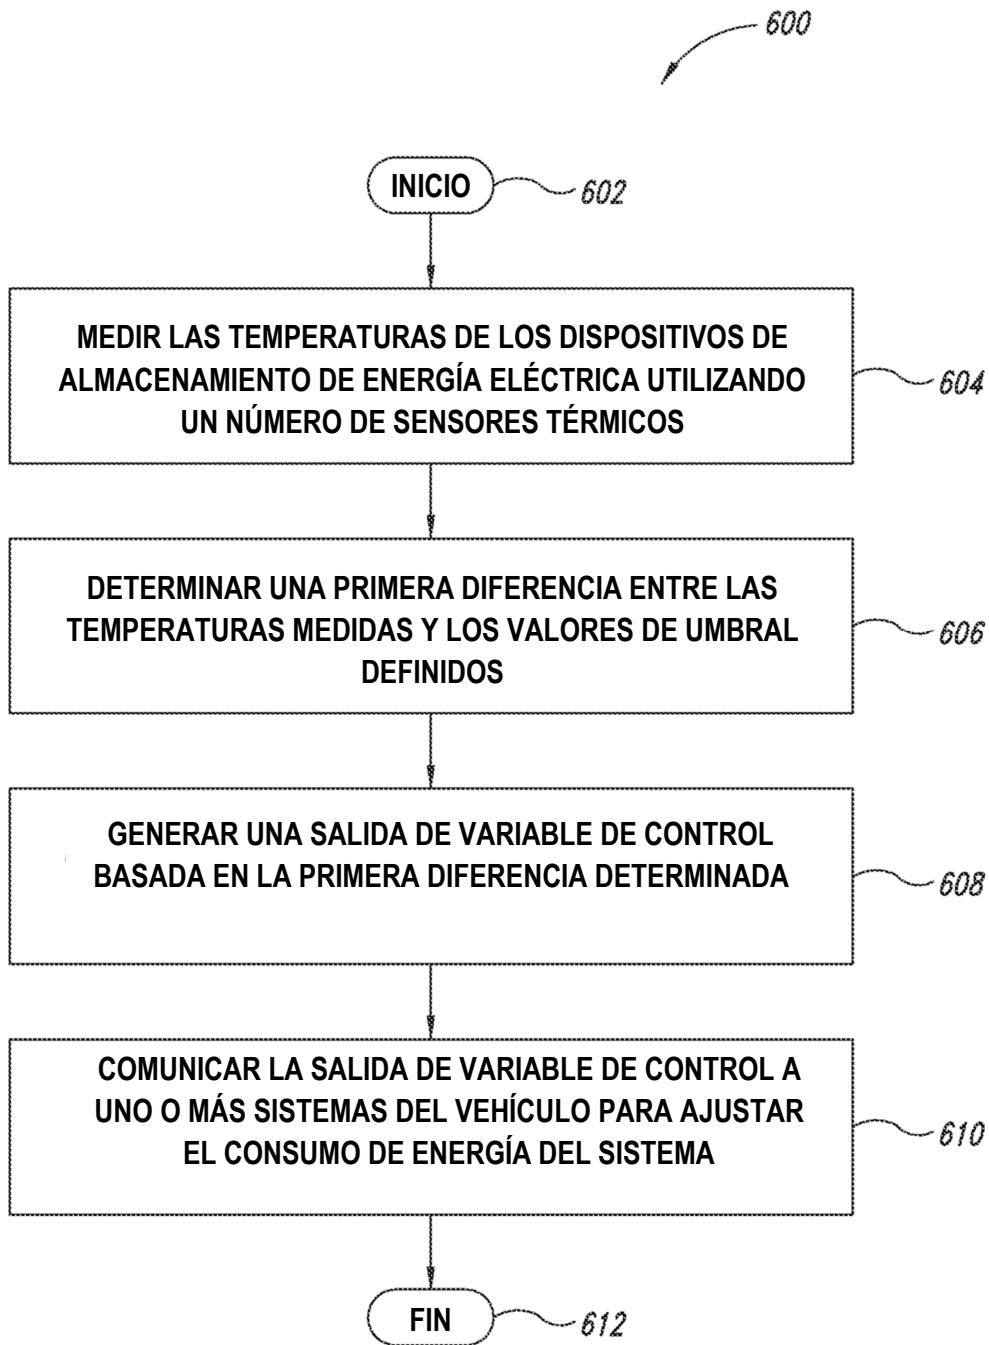 600
INICIO
602
MEDIR LAS TEMPERATURAS DE LOS DISPOSITIVOS DE
ALMACENAMIENTO DE ENERGÍA ELÉCTRICA UTILIZANDO
UN NÚMERO DE SENSORES TÉRMICOS
604
DETERMINAR UNA PRIMERA DIFERENCIA ENTRE LAS
TEMPERATURAS MEDIDAS Y LOS VALORES DE UMBRAL
DEFINIDOS
606
GENERAR UNA SALIDA DE VARIABLE DE CONTROL
BASADA EN LA PRIMERA DIFERENCIA DETERMINADA
608
COMUNICAR LA SALIDA DE VARIABLE DE CONTROL A
UNO O MÁS SISTEMAS DEL VEHÍCULO PARA AJUSTAR
EL CONSUMO DE ENERGÍA DEL SISTEMA
610
FIN
612